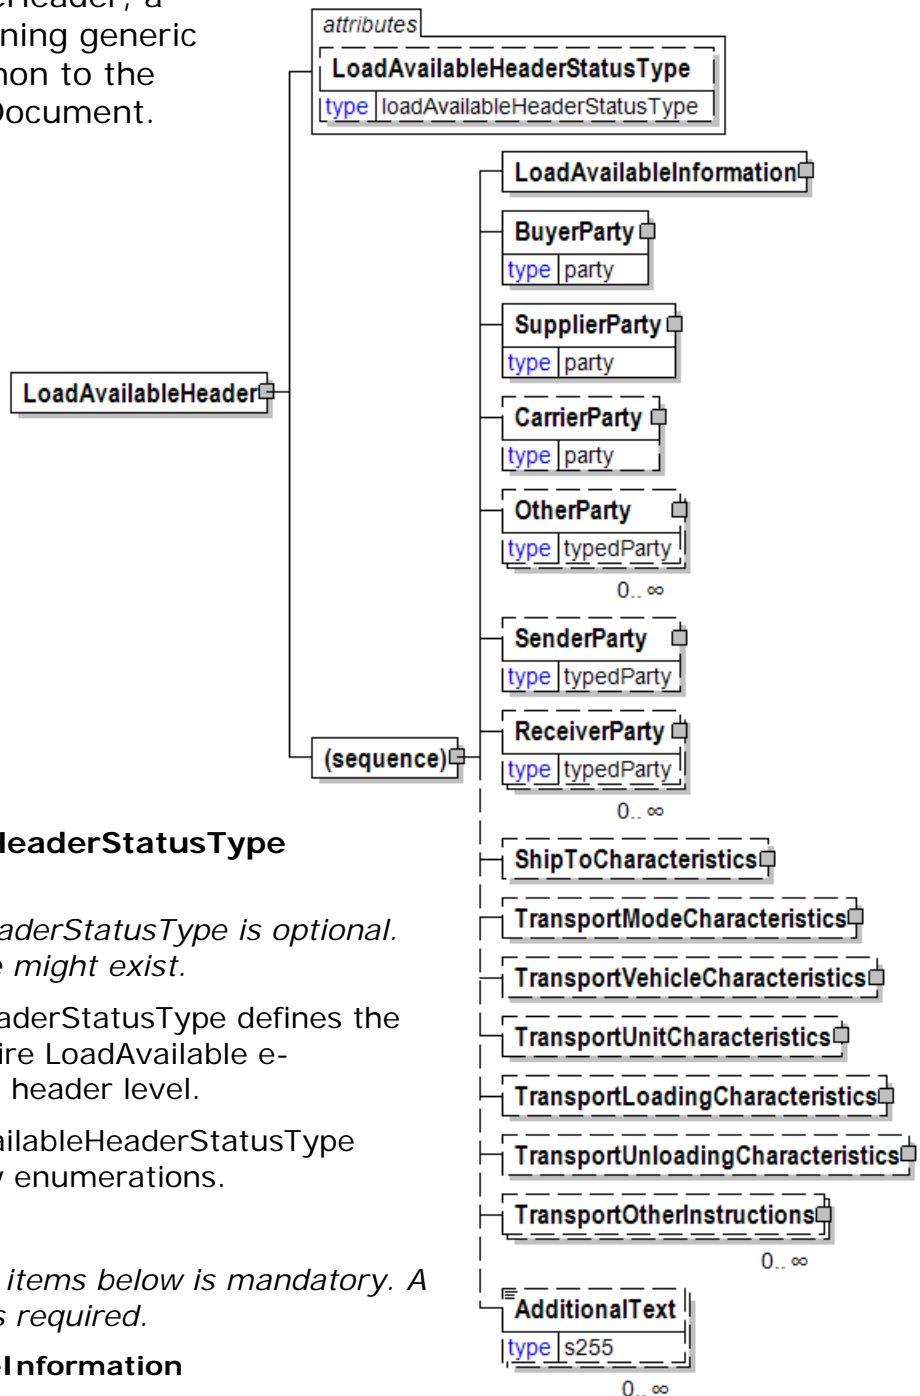 eHeader, a
ning generic
non to the
Document.
attributes
LoadAvailableHeaderStatusType
type loadAvailableHeaderStatusType
LoadAvailableInformation
BuyerParty
type party
SupplierParty
type party
LoadAvailableHeader
CarrierParty
type party
OtherParty
type typedParty
0.. ∞
SenderParty
type typedParty
ReceiverParty
(sequence)
type typedParty
0.. ∞
HeaderStatusType
ShipToCharacteristics
aderStatusType is optional.
e might exist.
TransportModeCharacteristics
TransportVehicleCharacteristics
aderStatusType defines the
ire LoadAvailable e-
header level.
TransportUnitCharacteristics
TransportLoadingCharacteristics
ailableHeaderStatusType
y enumerations.
TransportUnloadingCharacteristics
TransportOtherInstructions
0.. ∞
items below is mandatory. A
s required.
AdditionalText
type s255
0.. ∞
eInformation